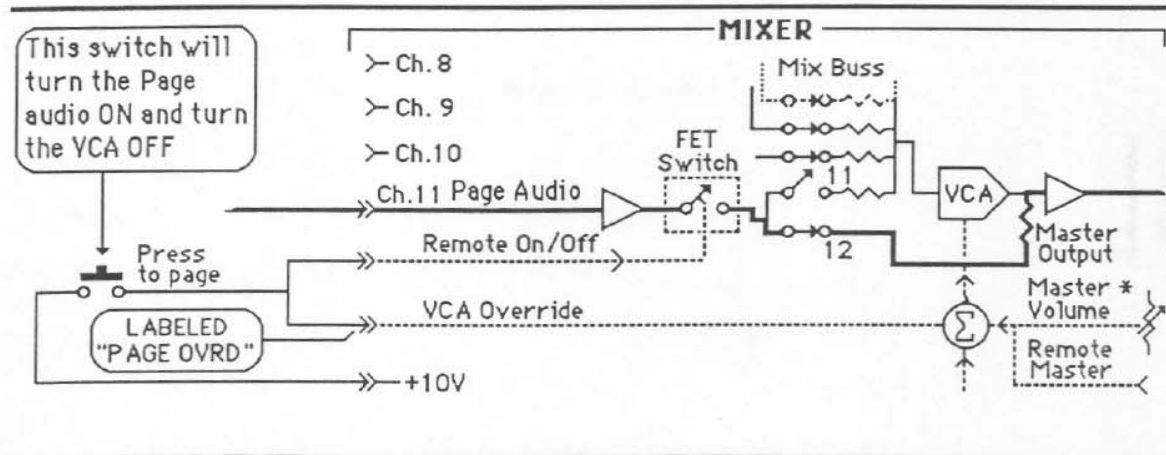 MIXER
This switch will
turn the Page
audio ON and turn
the VCA OFF
Ch. 8
Ch. 9
Ch. 10
Mix Buss
FET
Switch
11
Ch. 11 Page Audio
VCA
12
Master
Output
Remote On/Off
Press
to page
VCA Override
Master *
Volume
Σ
LABELED
"PAGE OVRD"
Remote
Master
+10V